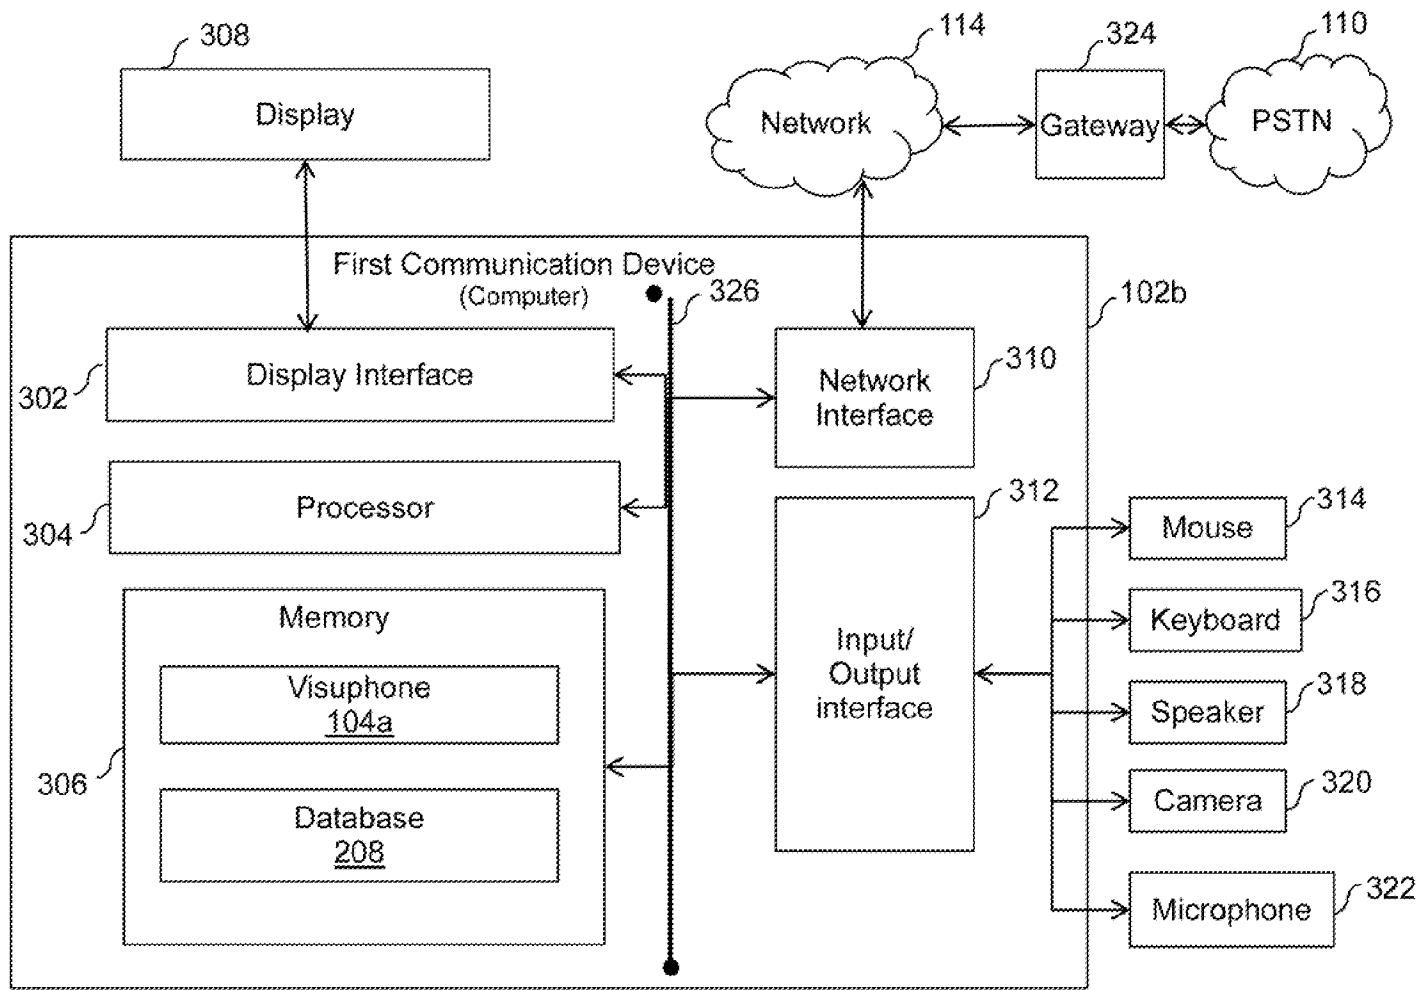 308
114
324
110
Display
Network
Gateway
PSTN
First Communication Device
(Computer)
326
102b
302
Display Interface
Network
Interface
310
304
Processor
312
Mouse
314
Memory
Visuphone
104a
306
Database
208
Input/
Output
interface
Keyboard
316
Speaker
318
Camera
320
Microphone
322